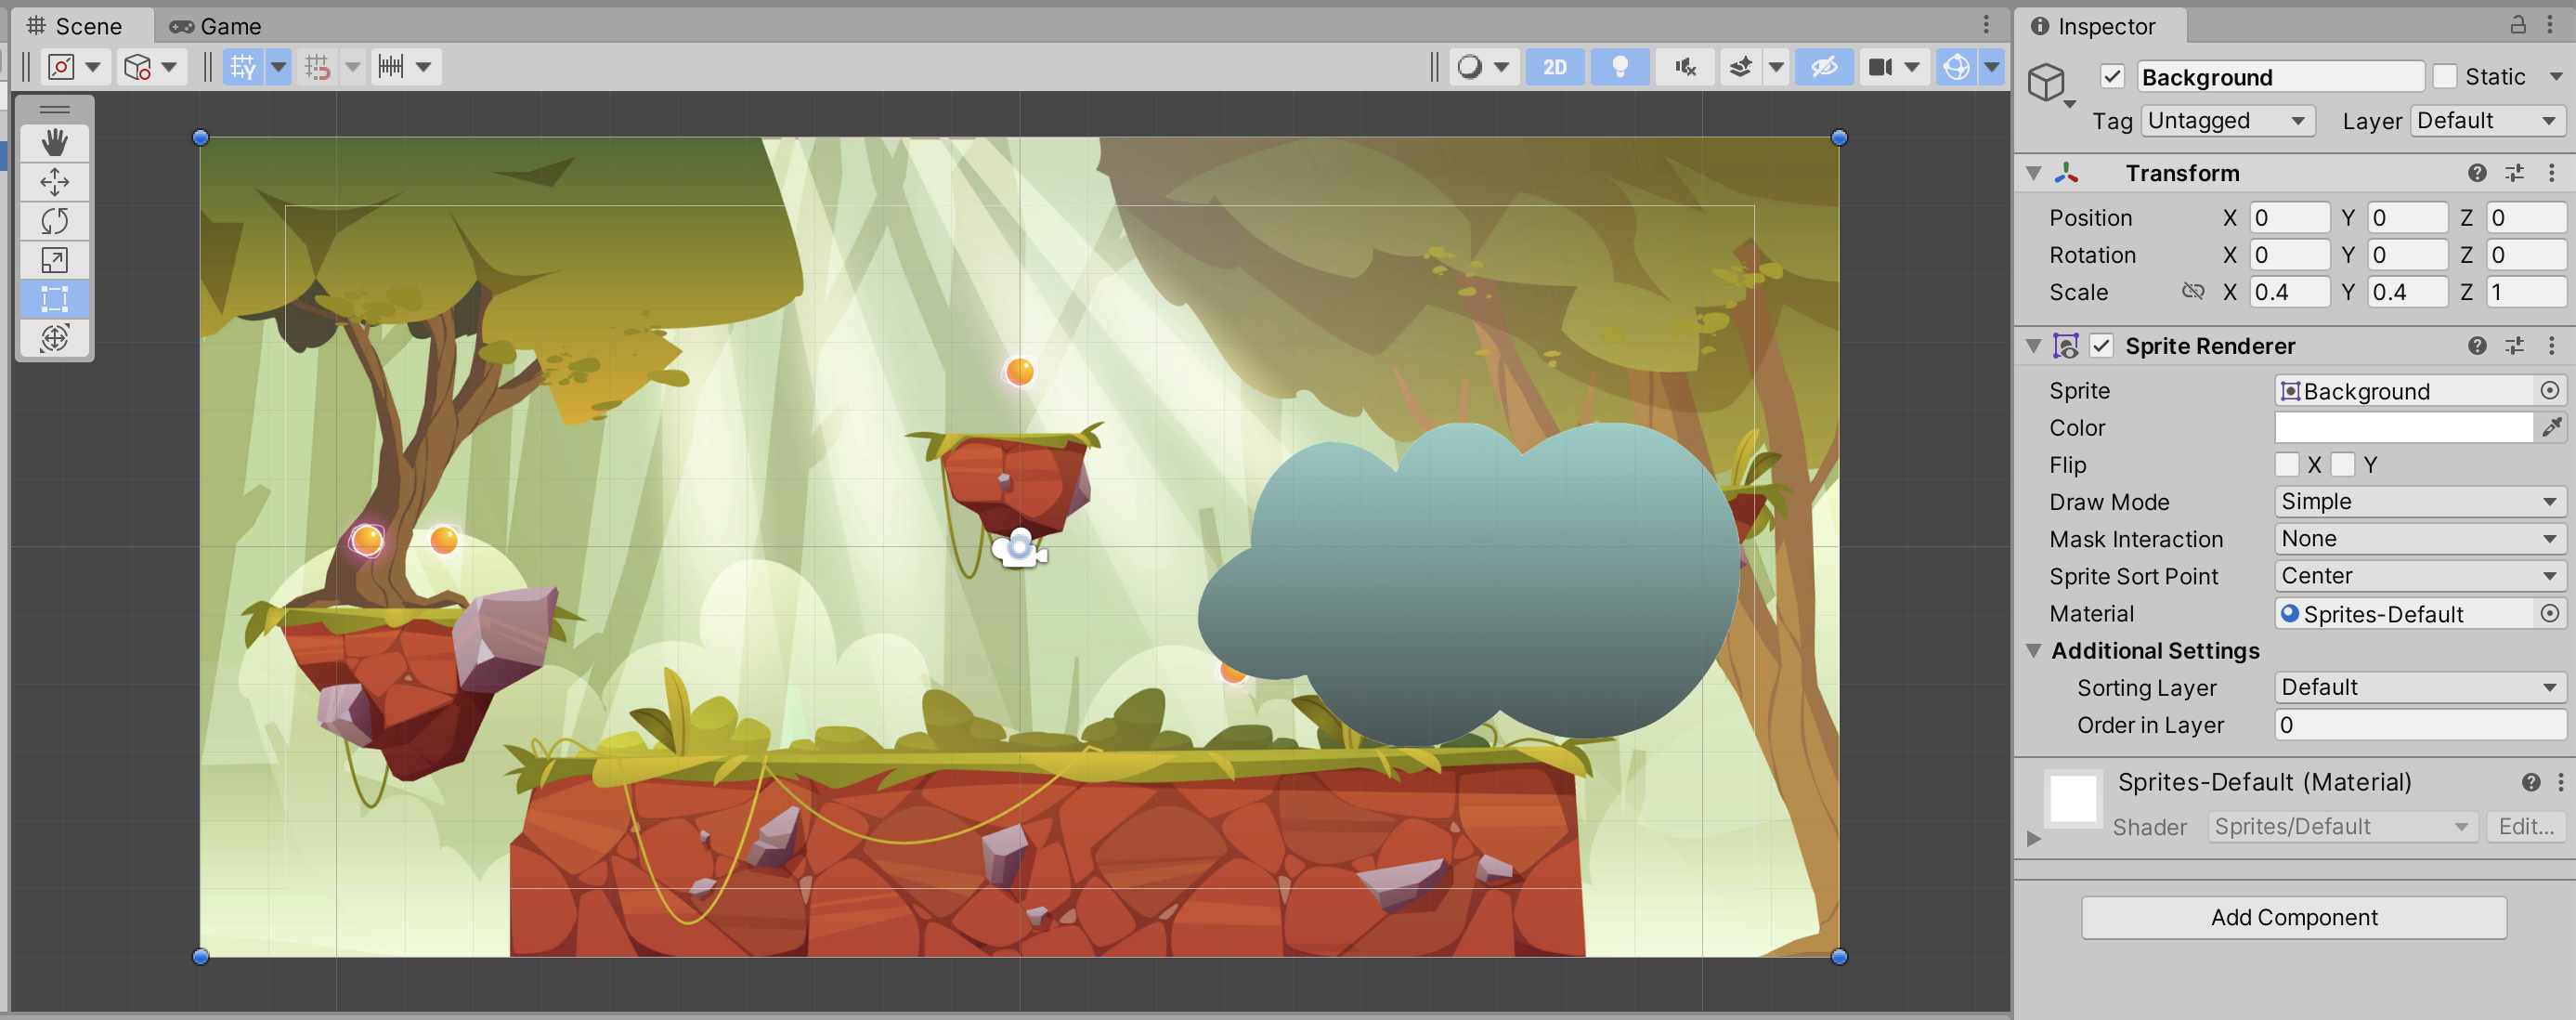 Scene Game
2D
Inspector
Background Static
Tag Untagged Layer Default
Transform
Position X 0 Y 0 Z 0
Rotation X 0 Y 0 Z 0
Scale X 0.4 Y 0.4 Z 1
Sprite Renderer
Sprite Background
Color
Flip X Y
Draw Mode Simple
Mask Interaction None
Sprite Sort Point Center
Material Sprites-Default
Additional Settings
Sorting Layer Default
Order in Layer 0
Sprites-Default (Material)
Shader Sprites/Default Edit...
Add Component